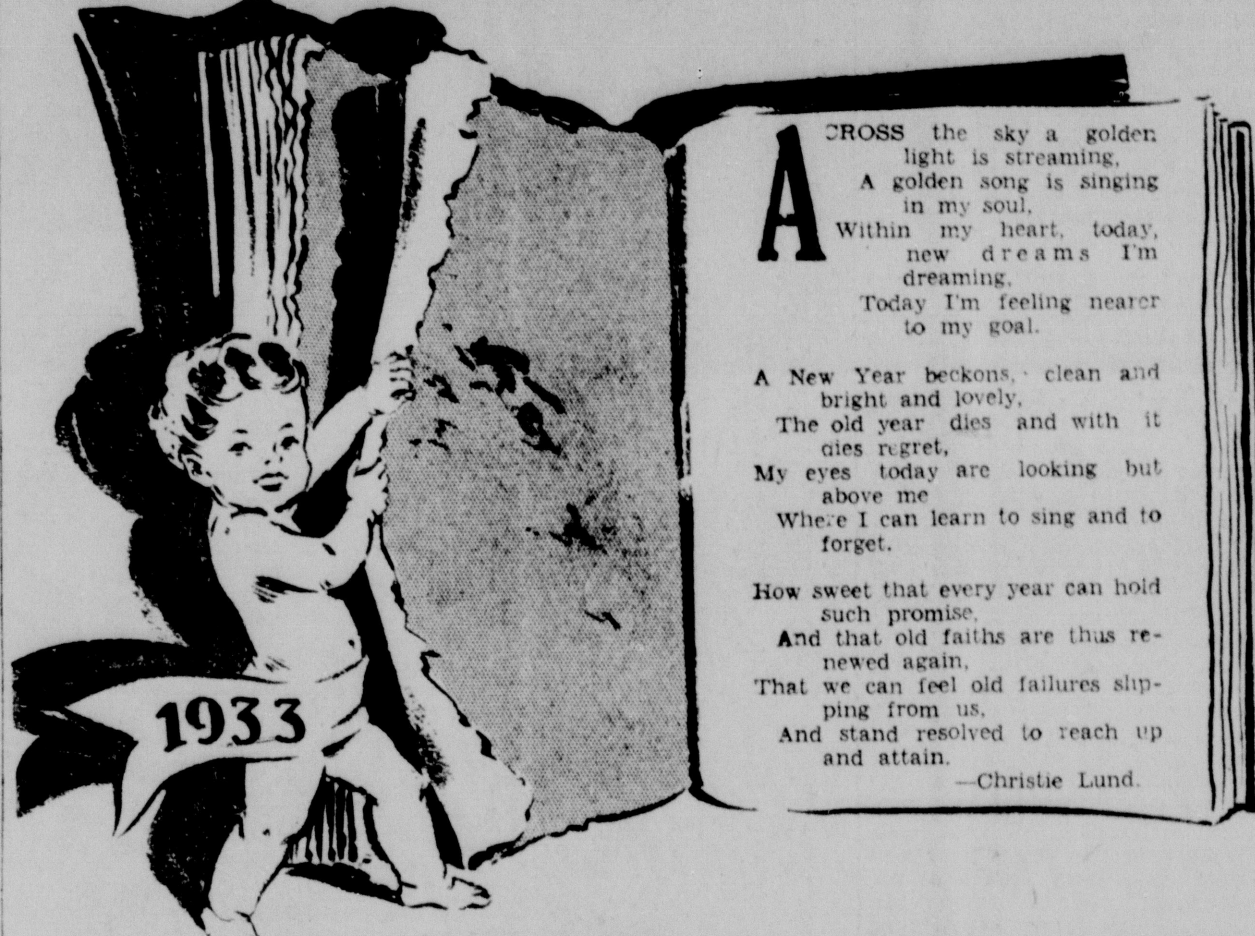 ACROSS the sky a golden
light is streaming,
A golden song is singing
in my soul,
Within my heart, today,
new dreams I'm
dreaming,
Today I'm feeling nearer
to my goal.
A New Year beckons, clean and
bright and lovely,
The old year dies and with it
dies regret,
My eyes today are looking but
above me
Where I can learn to sing and to
forget.
How sweet that every year can hold
such promise,
And that old faiths are thus re-
newed again,
That we can feel old failures slip-
ping from us,
And stand resolved to reach up
and attain.
—Christie Lund.
1933